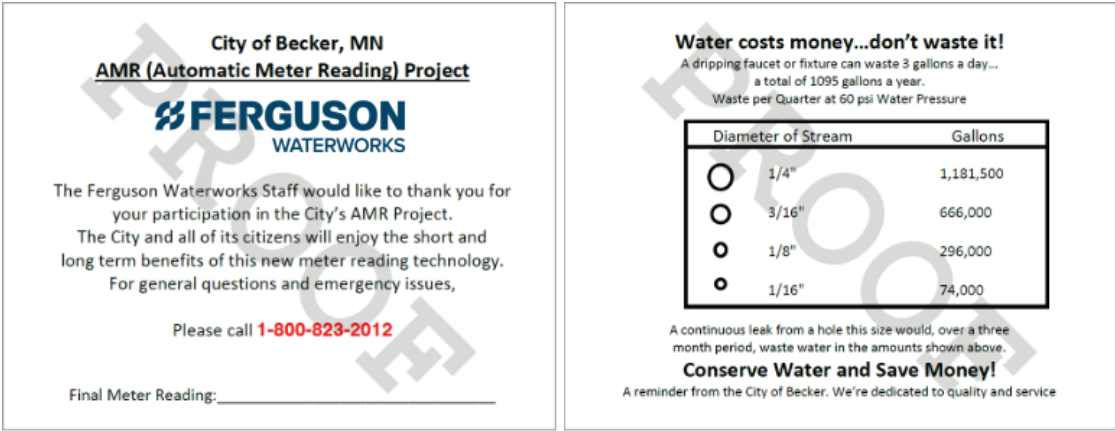 City of Becker, MN
AMR (Automatic Meter Reading) Project
FERGUSON
WATERWORKS
The Ferguson Waterworks Staff would like to thank you for
your participation in the City's AMR Project.
The City and all of its citizens will enjoy the short and
long term benefits of this new meter reading technology.
For general questions and emergency issues,
Please call 1-800-823-2012
Final Meter Reading:______________________________
PROOF
Water costs money...don't waste it!
A dripping faucet or fixture can waste 3 gallons a day...
a total of 1095 gallons a year.
Waste per Quarter at 60 psi Water Pressure
Diameter of Stream Gallons
1/4" 1,181,500
3/16" 666,000
1/8" 296,000
1/16" 74,000
A continuous leak from a hole this size would, over a three
month period, waste water in the amounts shown above.
Conserve Water and Save Money!
A reminder from the City of Becker. We're dedicated to quality and service
PROOF